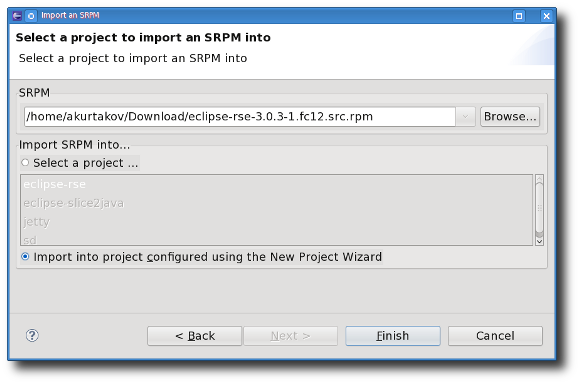 Import an SRPM
Select a project to import an SRPM into
Select a project to import an SRPM into
SRPM
/home/akurtakov/Download/eclipse-rse-3.0.3-1.fc12.src.rpm
Browse...
Import SRPM into...
Select a project ...
eclipse-rse
eclipse-slice2java
jetty
sd
Import into project configured using the New Project Wizard
? < Back Next > Finish Cancel